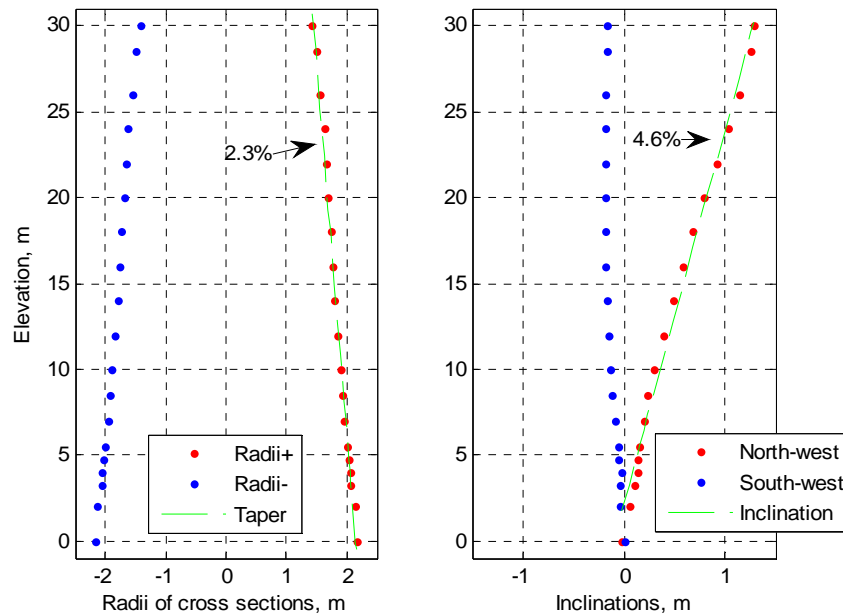 30
25
20
15
10
5
0
Elevation, m
2.3%
Radii+
Radii-
Taper
-2 -1 0 1 2
Radii of cross sections, m
30
25
20
15
10
5
0
4.6%
North-west
South-west
Inclination
-1 0 1
Inclinations, m